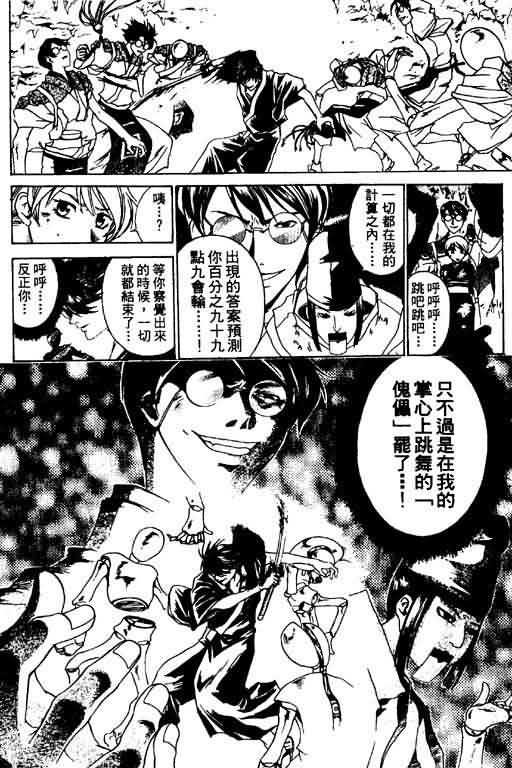 呼呼呼
跳吧跳吧…
一切都在我的
計算之內……
出現的答案預測
你百分之九十九
點九會輸……!
咦…?
等你察覺出來
的時候，一切
就都結束了…
呼呼……
反正你…
只不過是在我的
掌心上跳舞的「
傀儡」罷了…!